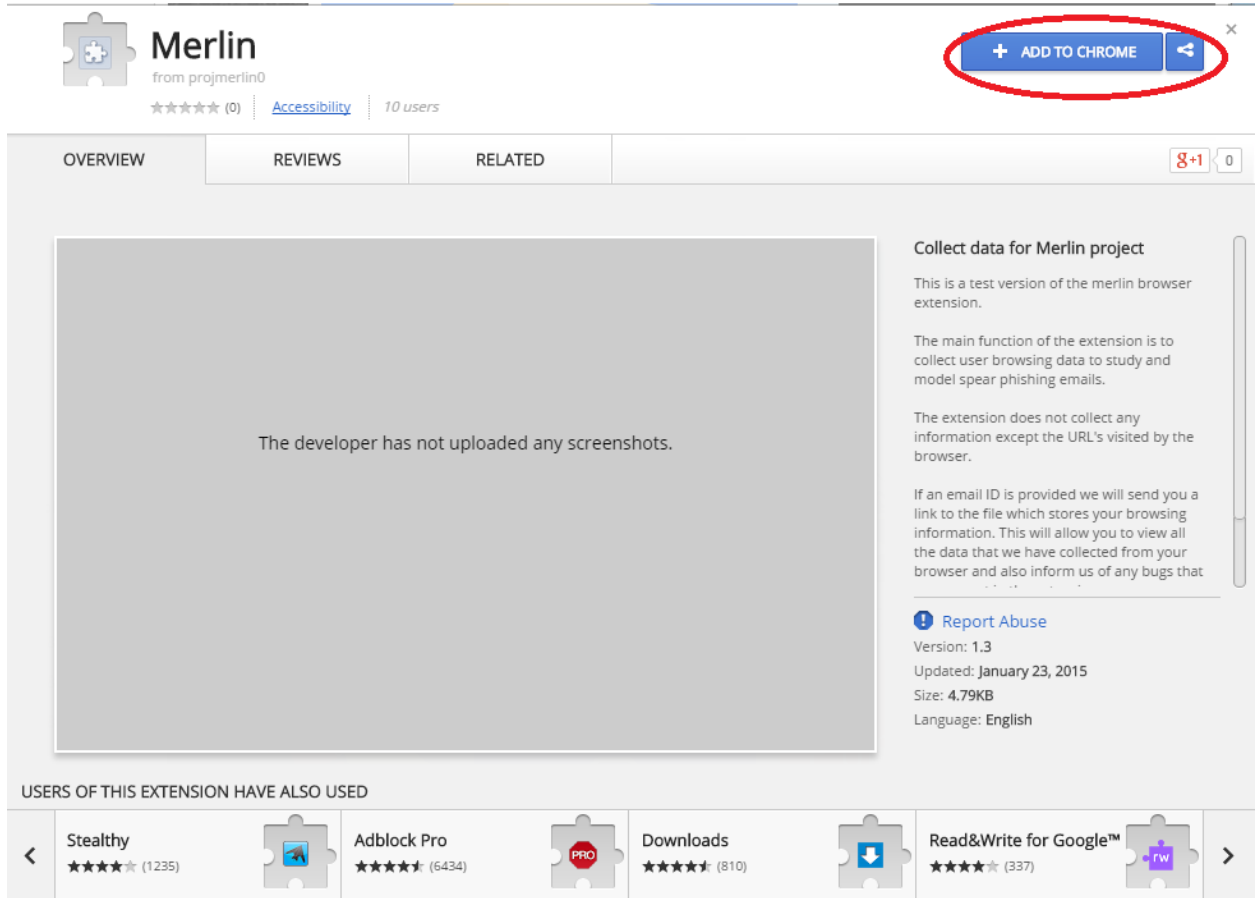 Merlin
from projmerlin0
(0) Accessibility 10 users
+ ADD TO CHROME
×
OVERVIEW REVIEWS RELATED
g+1 0
The developer has not uploaded any screenshots.
Collect data for Merlin project
This is a test version of the merlin browser
extension.
The main function of the extension is to
collect user browsing data to study and
model spear phishing emails.
The extension does not collect any
information except the URL's visited by the
browser.
If an email ID is provided we will send you a
link to the file which stores your browsing
information. This will allow you to view all
the data that we have collected from your
browser and also inform us of any bugs that
Report Abuse
Version: 1.3
Updated: January 23, 2015
Size: 4.79KB
Language: English
USERS OF THIS EXTENSION HAVE ALSO USED
Stealthy
(1235)
Adblock Pro
(6434)
PRO
Downloads
(810)
Read&Write for Google™
(337)
rw